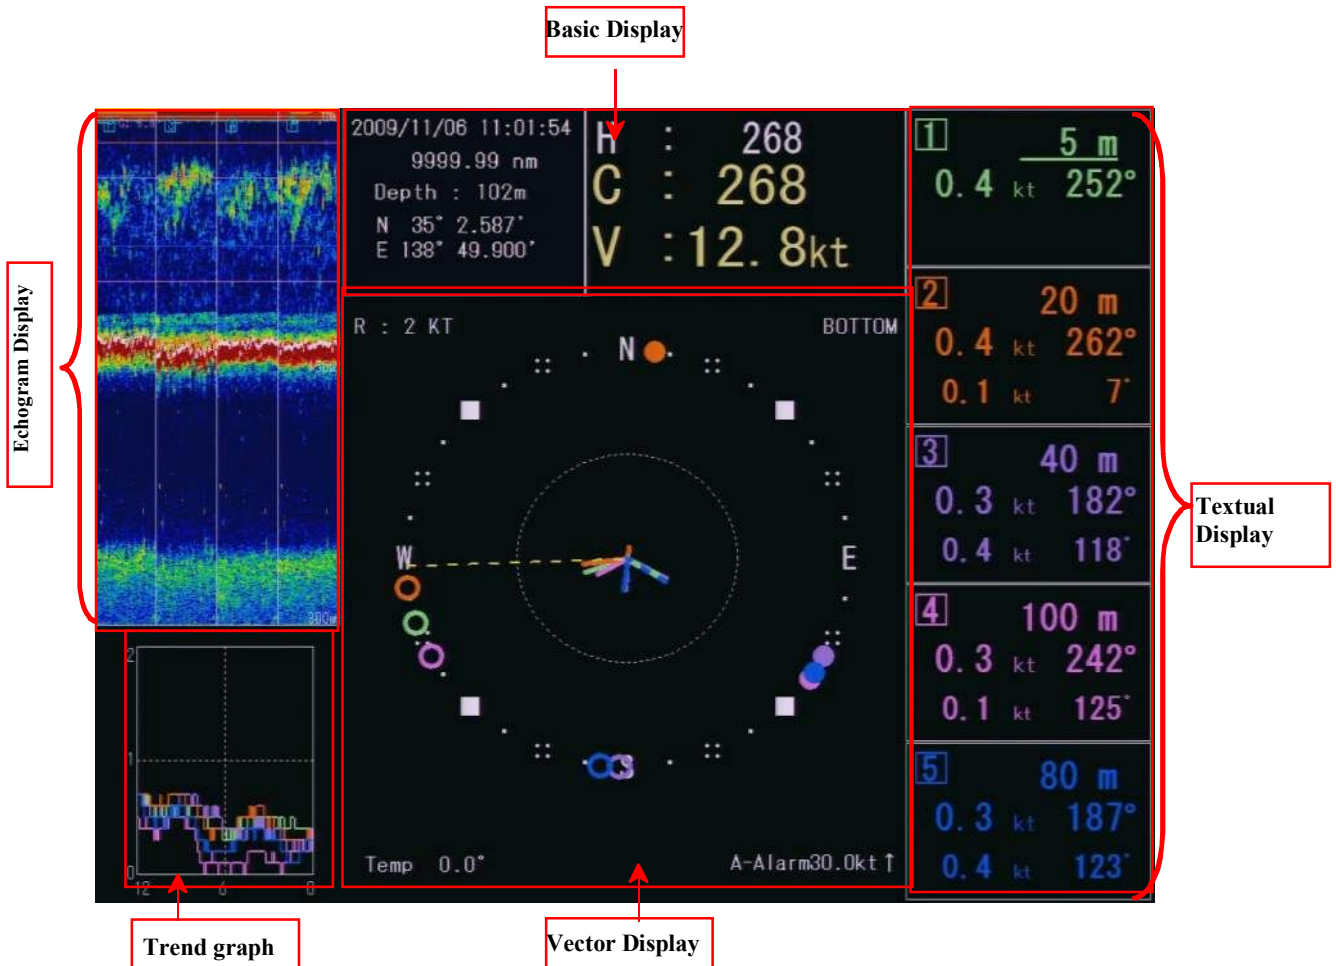 Basic Display
2009/11/06 11:01:54
9999.99 nm
Depth : 102m
N 35° 2.587'
E 138° 49.900'
H : 268
C : 268
V : 12.8kt
1 5 m
0.4 kt 252°
2 20 m
0.4 kt 262°
0.1 kt 7°
3 40 m
0.3 kt 182°
0.4 kt 118°
4 100 m
0.3 kt 242°
0.1 kt 125°
5 80 m
0.3 kt 187°
0.4 kt 123°
Echogram Display
300m
R : 2 KT
BOTTOM
N
W
E
S
Temp 0.0°
A-Alarm30.0kt↑
2
1
0
12 6 0
Textual
Display
Trend graph
Vector Display